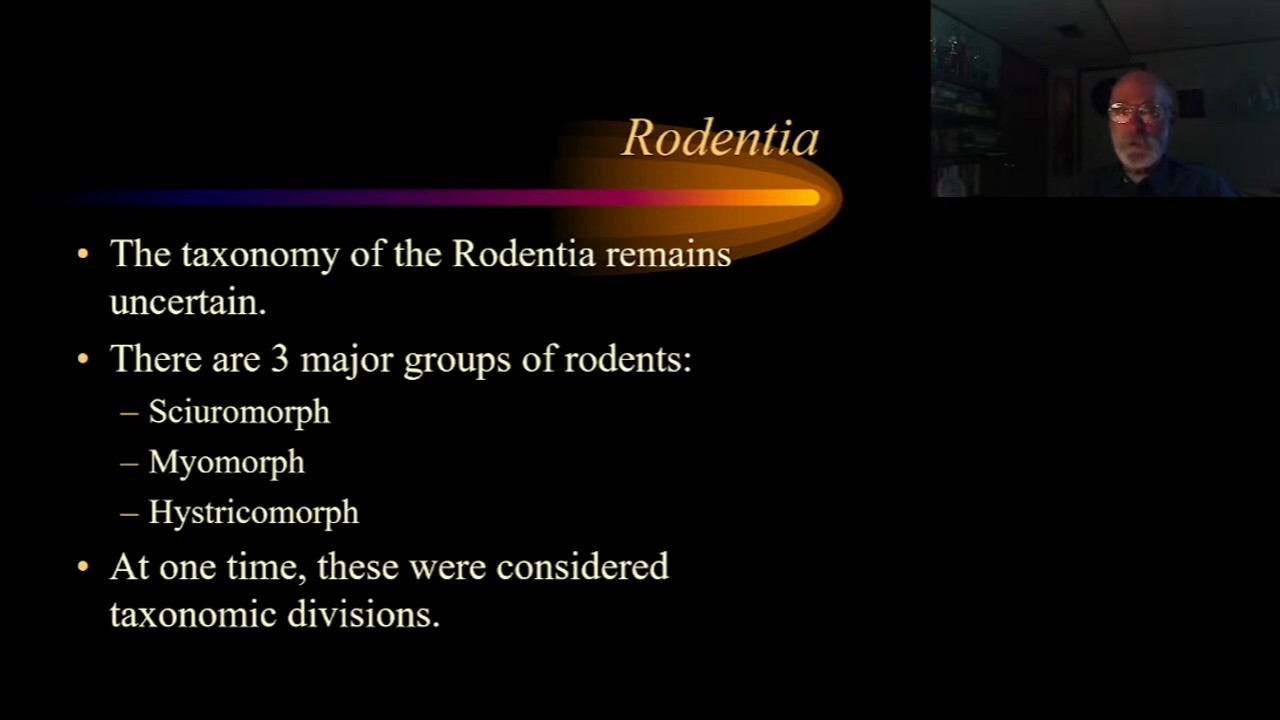 Rodentia
• The taxonomy of the Rodentia remains
uncertain.
• There are 3 major groups of rodents:
– Sciuromorph
– Myomorph
– Hystricomorph
• At one time, these were considered
taxonomic divisions.